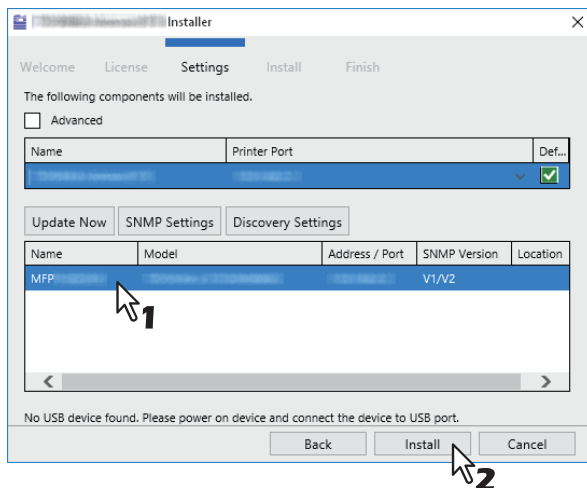 Installer
Welcome License Settings Install Finish
The following components will be installed.
Advanced
Name Printer Port Def...
Update Now SNMP Settings Discovery Settings
Name Model Address / Port SNMP Version Location
MFP V1/V2
1
No USB device found. Please power on device and connect the device to USB port.
Back Install Cancel
2